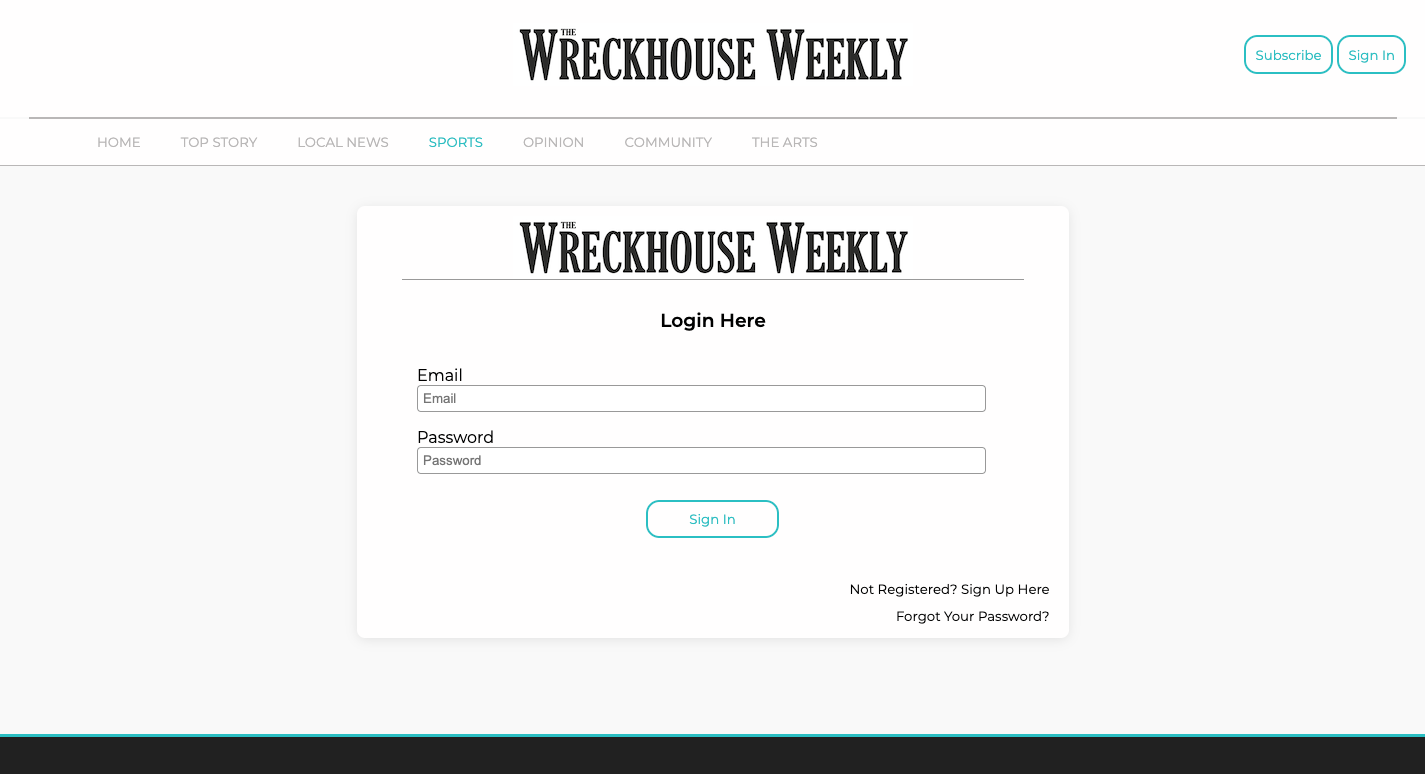 THE
WRECKHOUSE WEEKLY
Subscribe Sign In
HOME TOP STORY LOCAL NEWS SPORTS OPINION COMMUNITY THE ARTS
THE
WRECKHOUSE WEEKLY
Login Here
Email
Email
Password
Password
Sign In
Not Registered? Sign Up Here
Forgot Your Password?